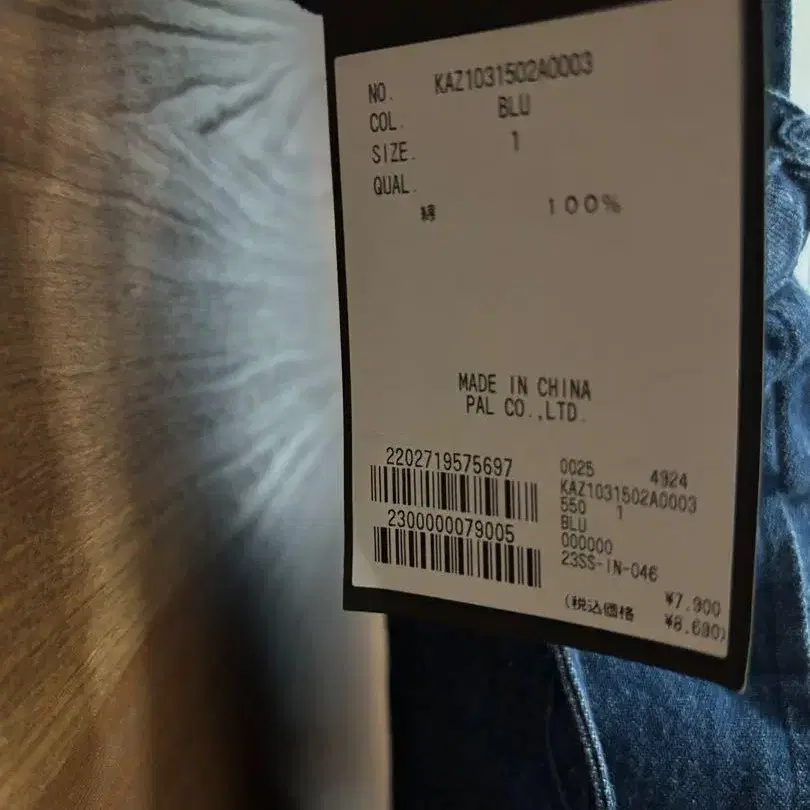 NO. KAZ1031502A0003
COL. BLU
SIZE. 1
QUAL.
綿 100%
MADE IN CHINA
PAL CO.,LTD.
2202719575697
2300000079005
0025 4924
KAZ1031502A0003
550 1
BLU
000000
23SS-IN-046
¥7,900
(税込価格 ¥8,690)